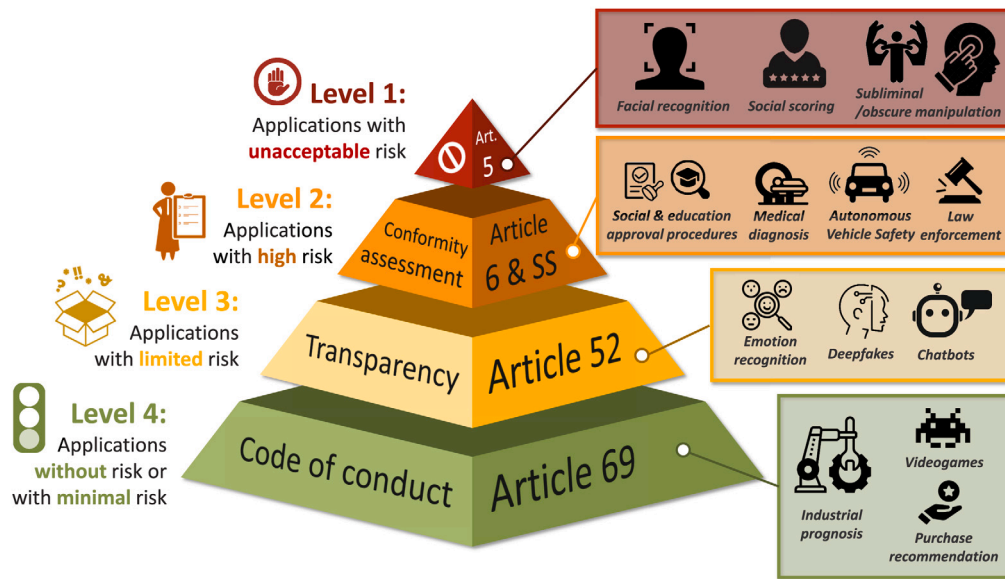 Level 1:
Applications with
unacceptable risk
Art.
5
Facial recognition
Social scoring
Subliminal
/obscure manipulation
Level 2:
Applications
with high risk
Conformity
assessment
Article
6 & SS
Social & education
approval procedures
Medical
diagnosis
Autonomous
Vehicle Safety
Law
enforcement
?'!!.&
Level 3:
Applications
with limited risk
Transparency
Article 52
Emotion
recognition
Deepfakes
Chatbots
Level 4:
Applications
without risk or
with minimal risk
Code of conduct
Article 69
Industrial
prognosis
Videogames
Purchase
recommendation